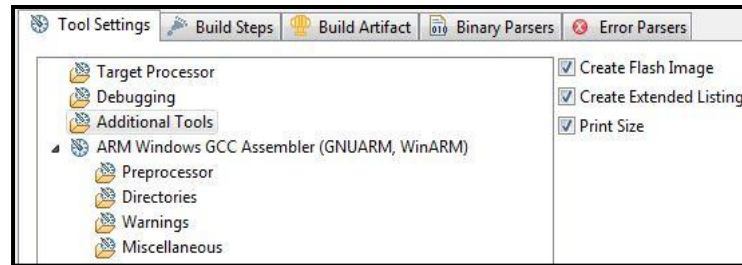 Tool Settings Build Steps Build Artifact Binary Parsers Error Parsers
Target Processor
Debugging
Additional Tools
ARM Windows GCC Assembler (GNUARM, WinARM)
Preprocessor
Directories
Warnings
Miscellaneous
Create Flash Image
Create Extended Listing
Print Size